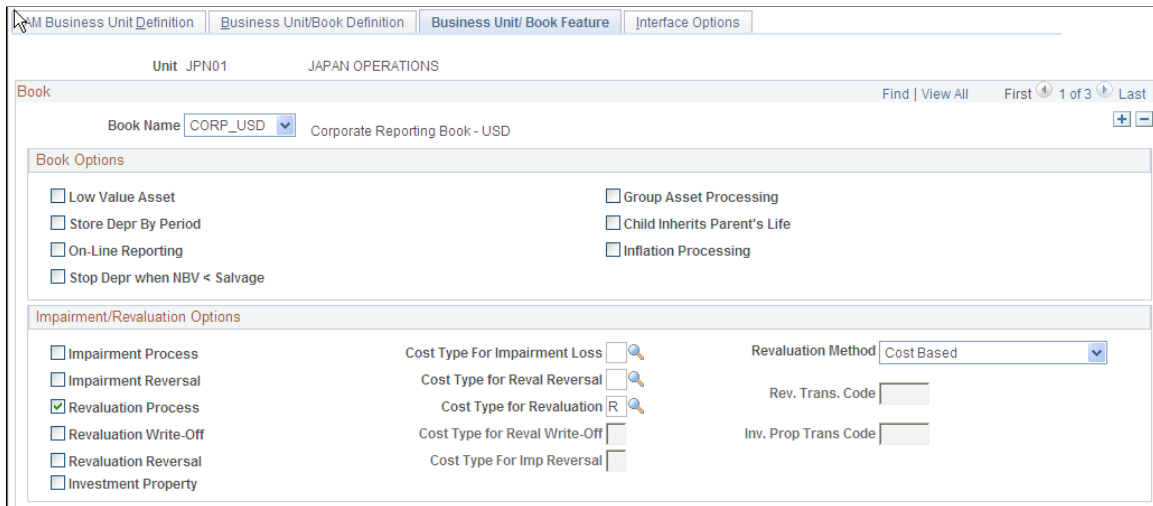 AM Business Unit Definition Business Unit/Book Definition Business Unit/ Book Feature Interface Options
Unit JPN01 JAPAN OPERATIONS
Book Find | View All First 1 of 3 Last
Book Name CORP_USD Corporate Reporting Book - USD
Book Options
Low Value Asset Group Asset Processing
Store Depr By Period Child Inherits Parent's Life
On-Line Reporting Inflation Processing
Stop Depr when NBV < Salvage
Impairment/Revaluation Options
Impairment Process Cost Type For Impairment Loss Revaluation Method Cost Based
Impairment Reversal Cost Type for Reval Reversal Rev. Trans. Code
Revaluation Process Cost Type for Revaluation R
Revaluation Write-Off Cost Type for Reval Write-Off Inv. Prop Trans Code
Revaluation Reversal Cost Type For Imp Reversal
Investment Property